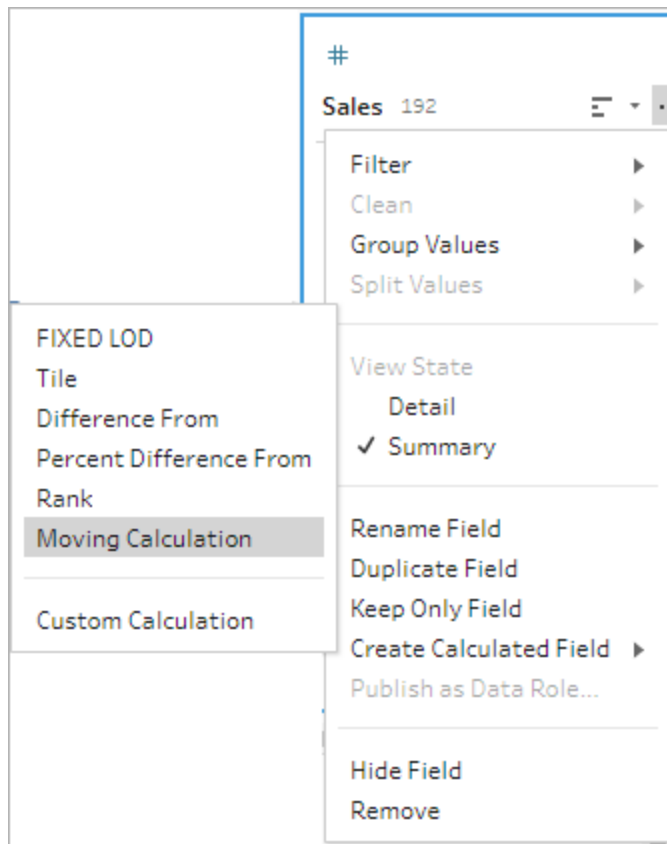 #
Sales 192
Filter
Clean
Group Values
Split Values
View State
Detail
✓ Summary
Rename Field
Duplicate Field
Keep Only Field
Create Calculated Field
Publish as Data Role...
Hide Field
Remove
FIXED LOD
Tile
Difference From
Percent Difference From
Rank
Moving Calculation
Custom Calculation